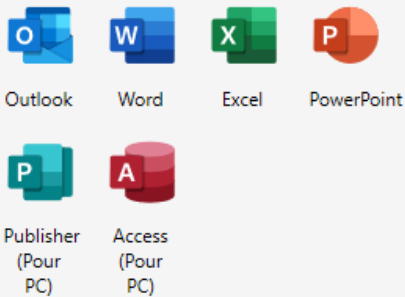 O W X P
Outlook Word Excel PowerPoint
P A
Publisher Access
(Pour (Pour
PC) PC)